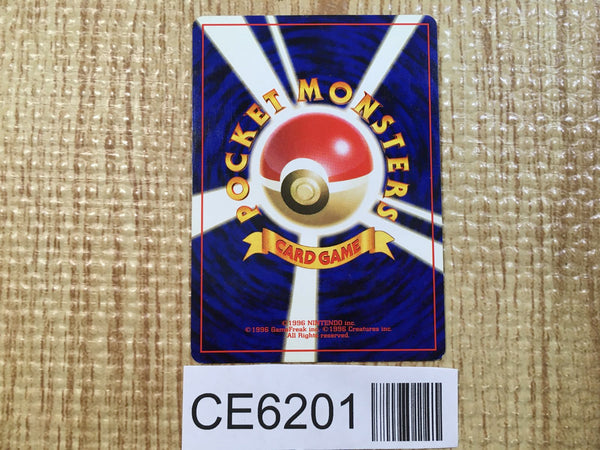 POCKET MONSTERS
CARD GAME
©1996 NINTENDO inc.
©1996 GameFreak inc. ©1996 Creatures inc.
All Rights reserved.
CE6201